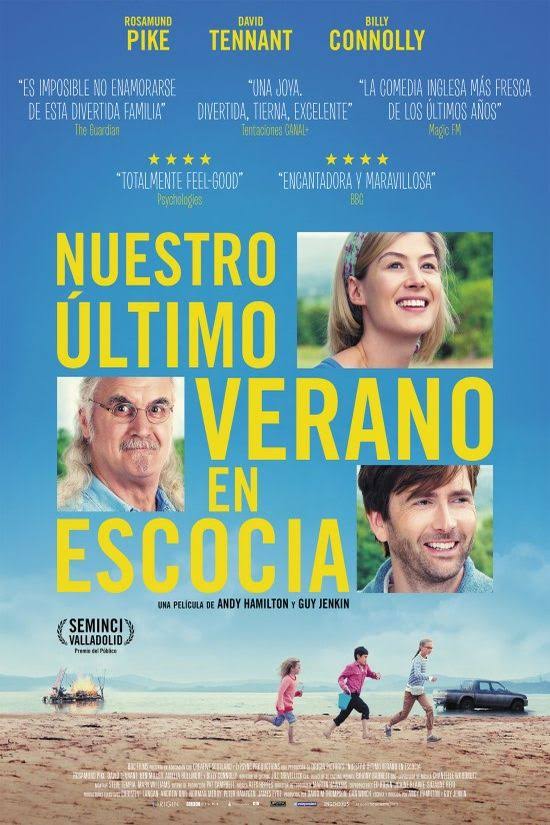 ROSAMUND DAVID BILLY
PIKE TENNANT CONNOLLY
"ES IMPOSIBLE NO ENAMORARSE
DE ESTA DIVERTIDA FAMILIA"
The Guardian
"UNA JOYA.
DIVERTIDA, TIERNA, EXCELENTE"
Tentaciones CANAL+
"LA COMEDIA INGLESA MÁS FRESCA
DE LOS ÚLTIMOS AÑOS"
Magic FM
★★★★
"TOTALMENTE FEEL-GOOD"
Psychologies
★★★★
"ENCANTADORA Y MARAVILLOSA"
BBG
NUESTRO
ÚLTIMO
VERANO
EN
ESCOCIA
UNA PELÍCULA DE ANDY HAMILTON Y GUY JENKIN
SEMINCI
VALLADOLID
Premio del Público